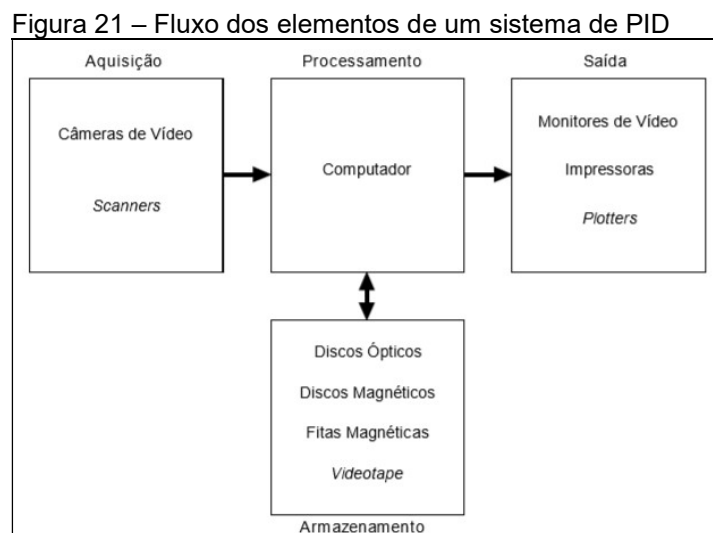 Figura 21 – Fluxo dos elementos de um sistema de PID
Aquisição
Processamento
Saída
Câmeras de Vídeo
Scanners
Computador
Monitores de Vídeo
Impressoras
Plotters
Discos Ópticos
Discos Magnéticos
Fitas Magnéticas
Videotape
Armazenamento